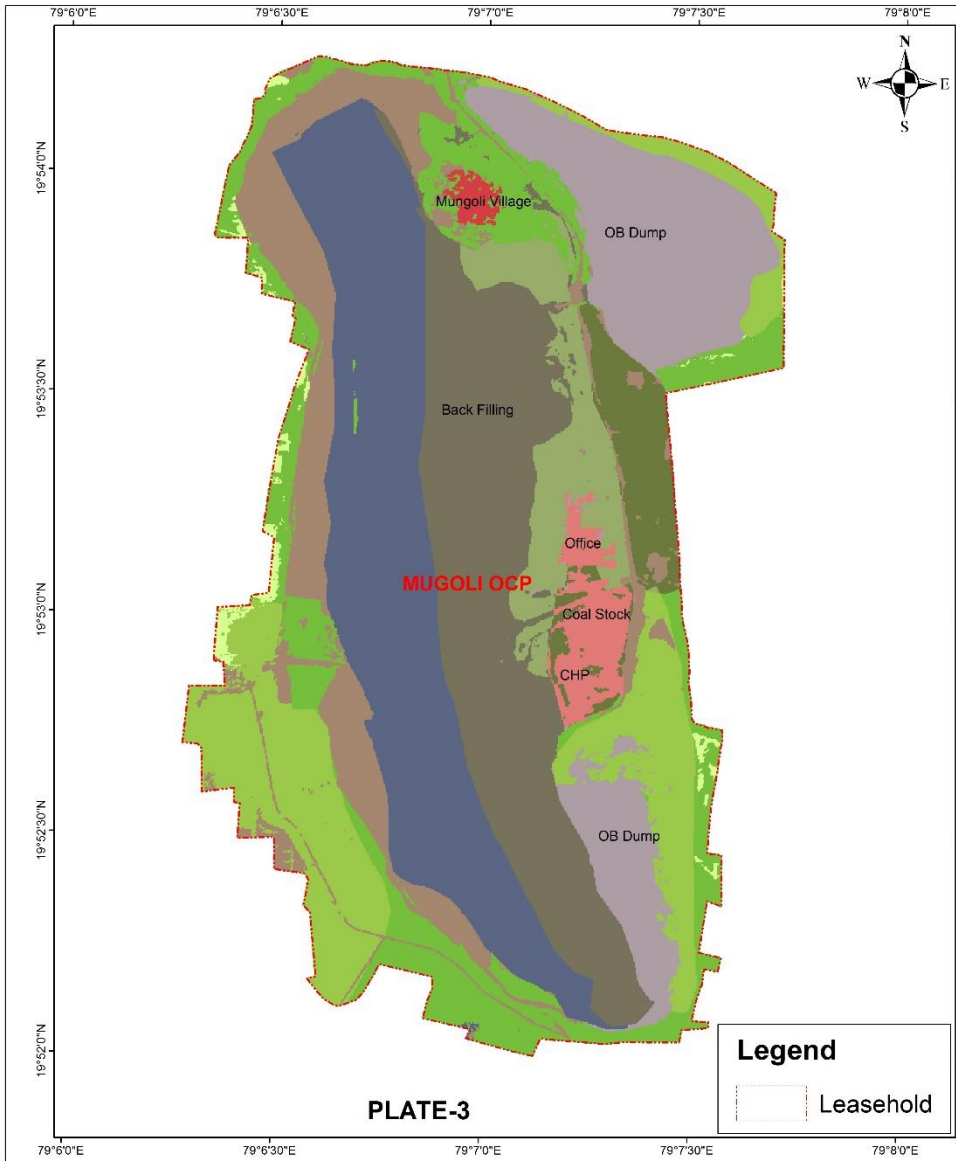 79°6'0"E 79°6'30"E 79°7'0"E 79°7'30"E 79°8'0"E
N
W E
S
19°54'0"N
Mungoli Village
OB Dump
19°53'30"N
Back Filling
Office
MUGOLI OCP
19°53'0"N
Coal Stock
CHP
19°52'30"N
OB Dump
19°52'0"N
Legend
Leasehold
PLATE-3
79°6'0"E 79°6'30"E 79°7'0"E 79°7'30"E 79°8'0"E